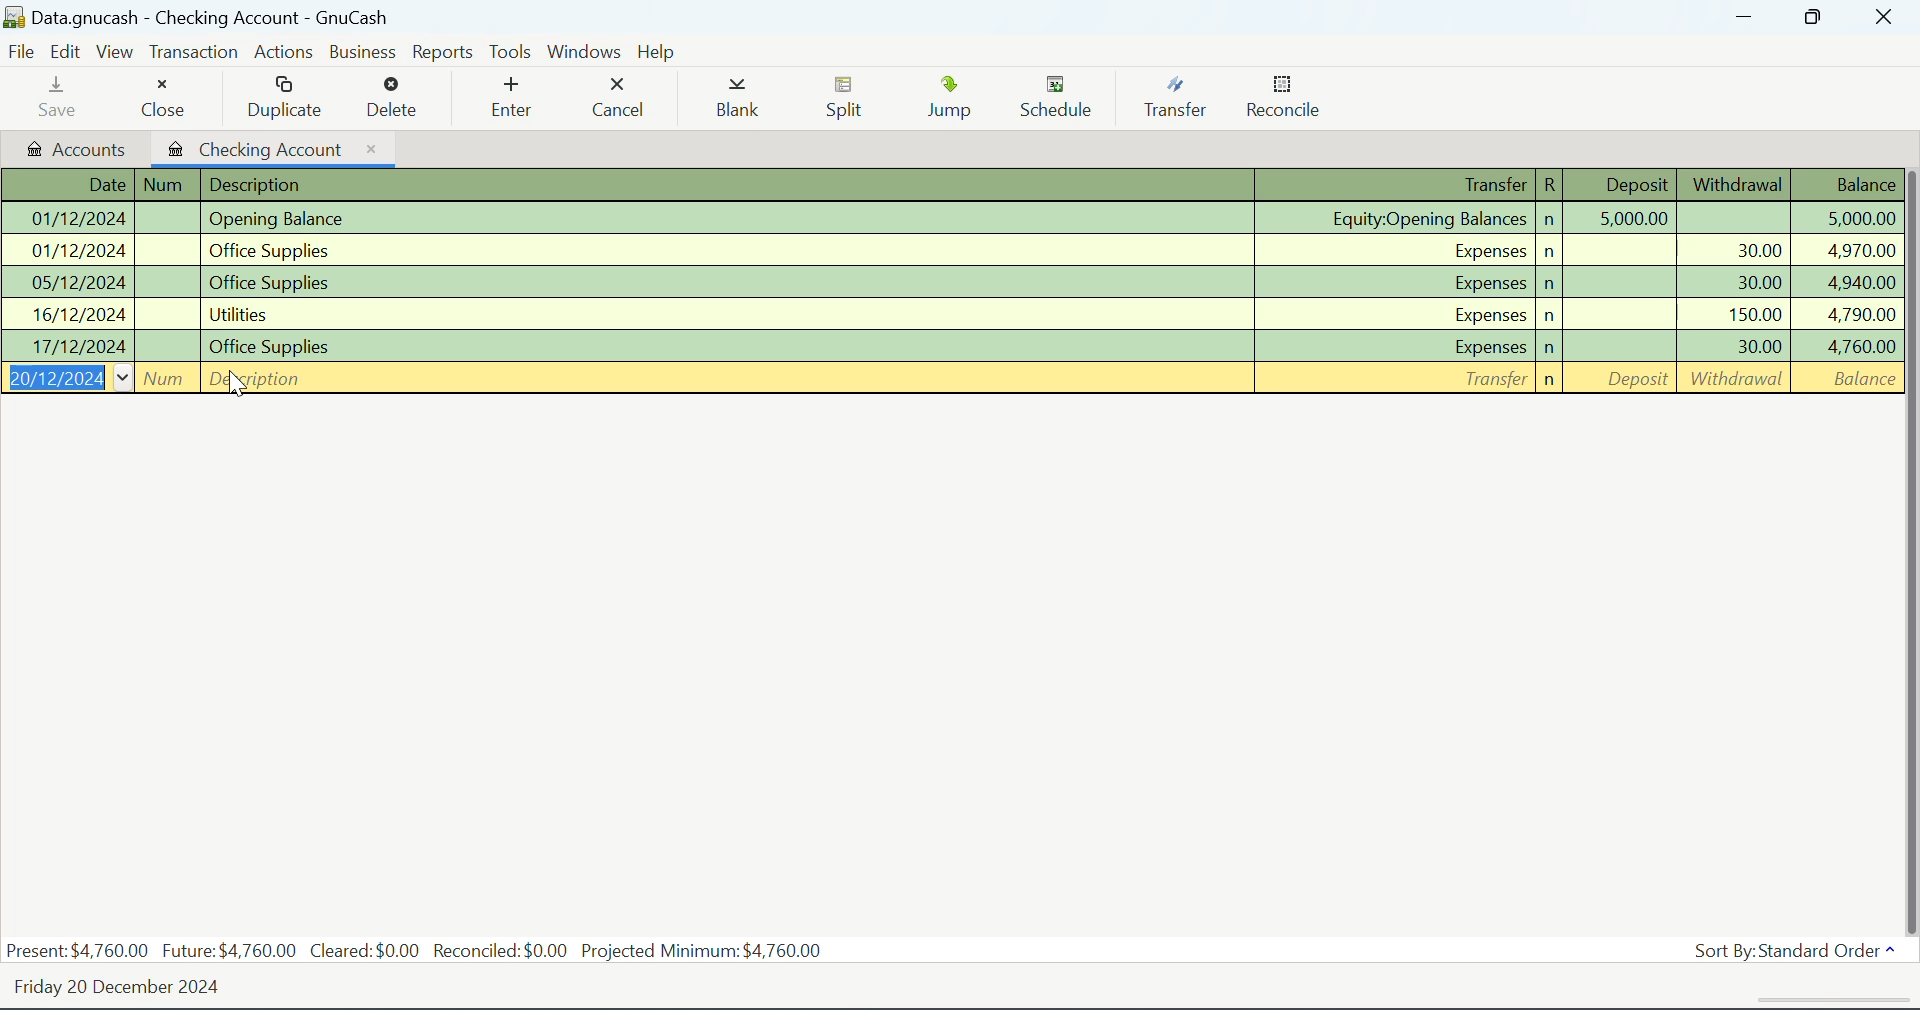 Data.gnucash - Checking Account - GnuCash
File Edit View Transaction Actions Business Reports Tools Windows Help
Save Close Duplicate Delete Enter Cancel Blank Split Jump Schedule Transfer Reconcile
Accounts Checking Account
Date Num Description Transfer R Deposit Withdrawal Balance
01/12/2024 Opening Balance Equity:Opening Balances n 5,000.00 5,000.00
01/12/2024 Office Supplies Expenses n 30.00 4,970.00
05/12/2024 Office Supplies Expenses n 30.00 4,940.00
16/12/2024 Utilities Expenses n 150.00 4,790.00
17/12/2024 Office Supplies Expenses n 30.00 4,760.00
20/12/2024 Num Description Transfer n Deposit Withdrawal Balance
Present: $4,760.00 Future: $4,760.00 Cleared: $0.00 Reconciled: $0.00 Projected Minimum: $4,760.00 Sort By: Standard Order
Friday 20 December 2024